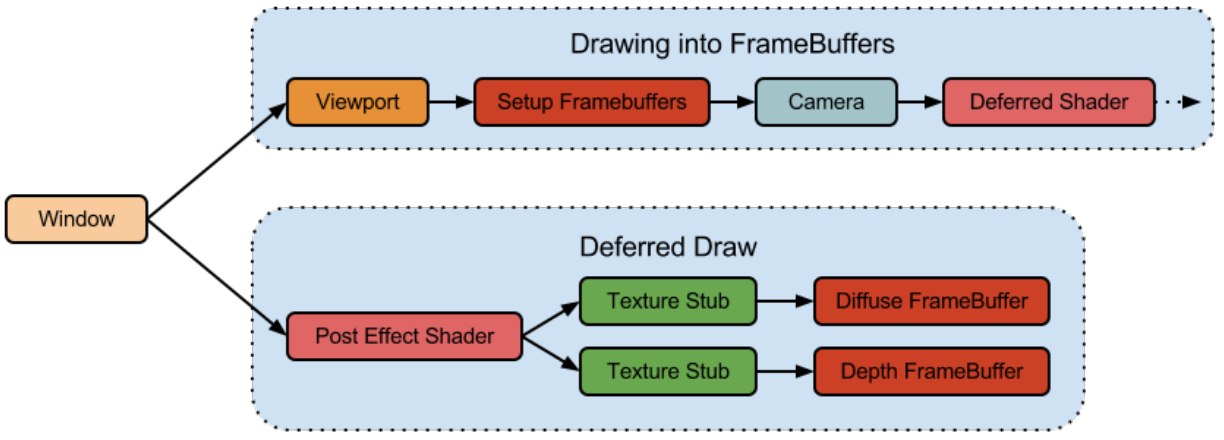 Drawing into FrameBuffers
Viewport
Setup Framebuffers
Camera
Deferred Shader
Window
Deferred Draw
Texture Stub
Diffuse FrameBuffer
Post Effect Shader
Texture Stub
Depth FrameBuffer